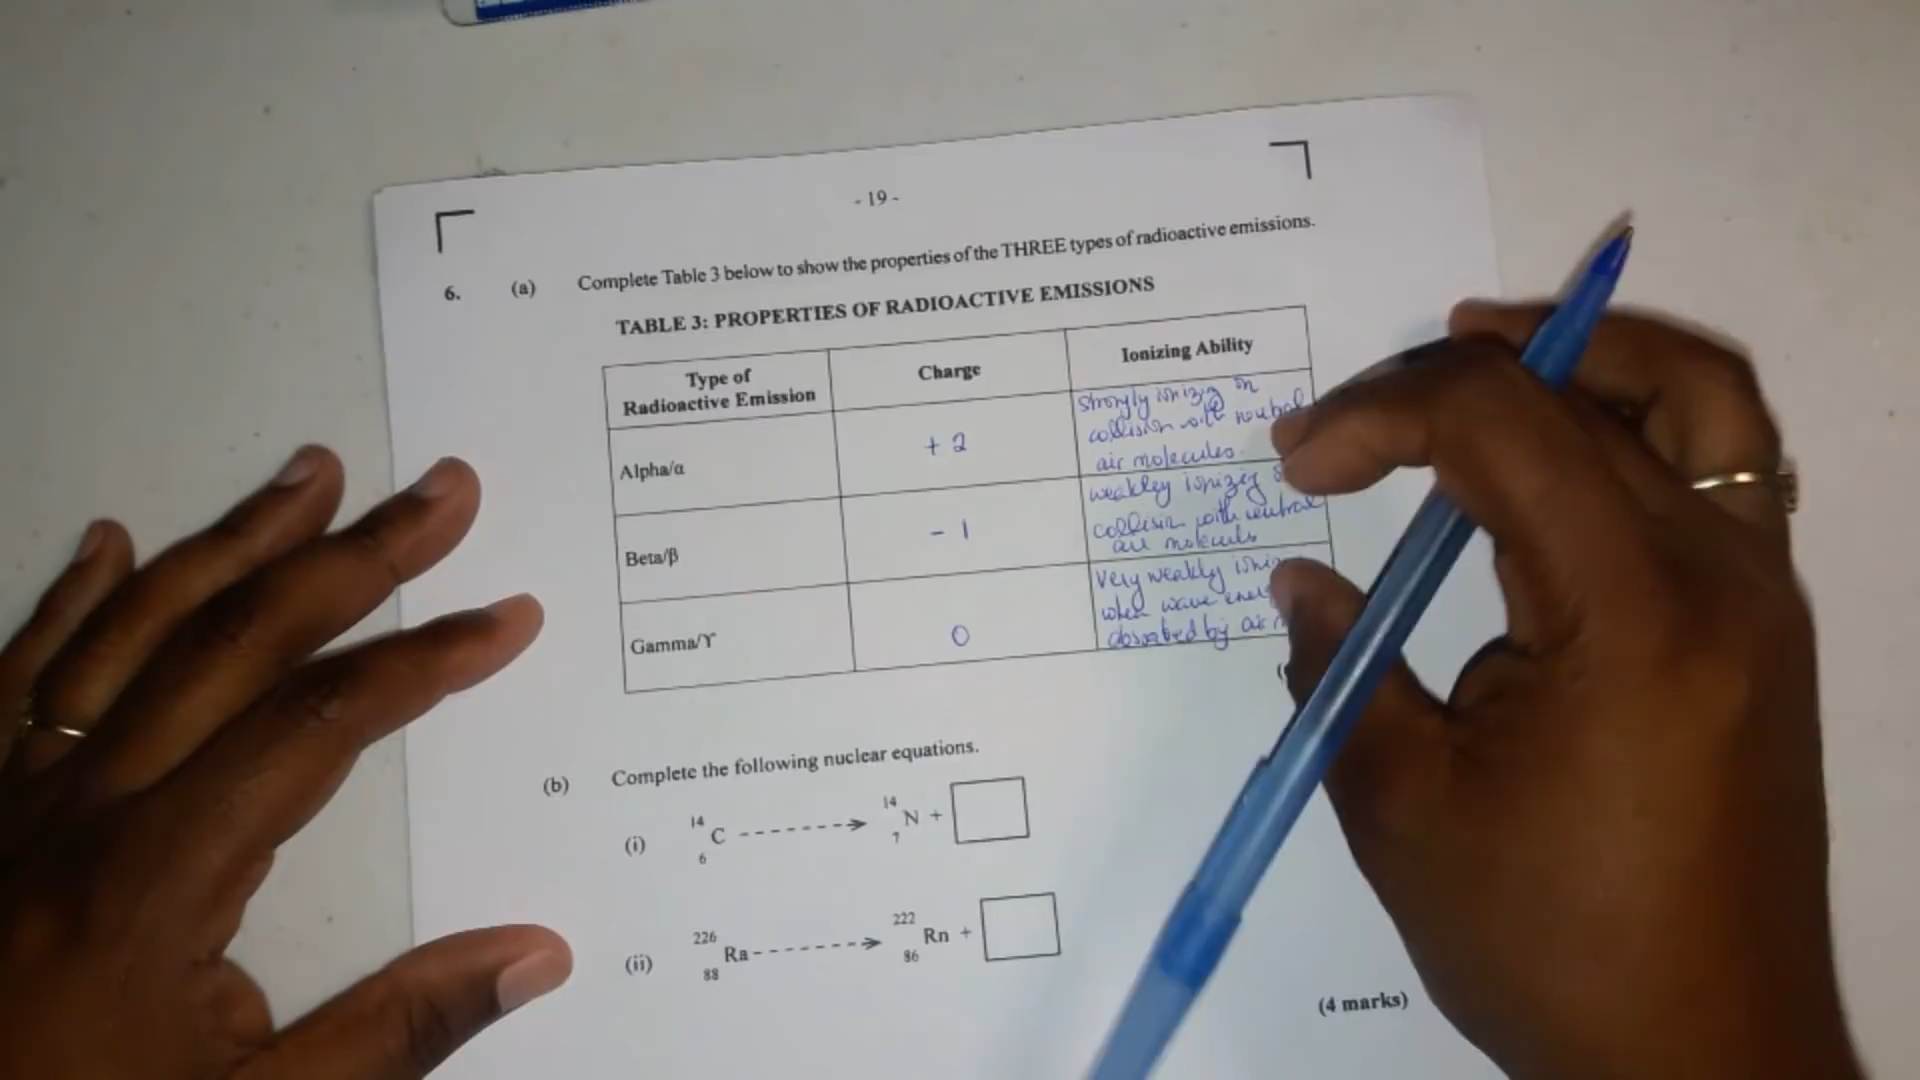 - 19 -
6. (a) Complete Table 3 below to show the properties of the THREE types of radioactive emissions.
TABLE 3: PROPERTIES OF RADIOACTIVE EMISSIONS
Type of
Radioactive Emission
Charge
Ionizing Ability
Alpha/α
+ 2
strongly ionizing on
collision with neutral
air molecules.
Beta/β
- 1
weakley ionizing
collision with neutral
air molecules
Gamma/ϒ
0
Very weakly
when wave
absorbed by air
(b) Complete the following nuclear equations.
(i) 14 6 C --------> 14 7 N +
(ii) 226 88 Ra --------> 222 86 Rn +
(4 marks)